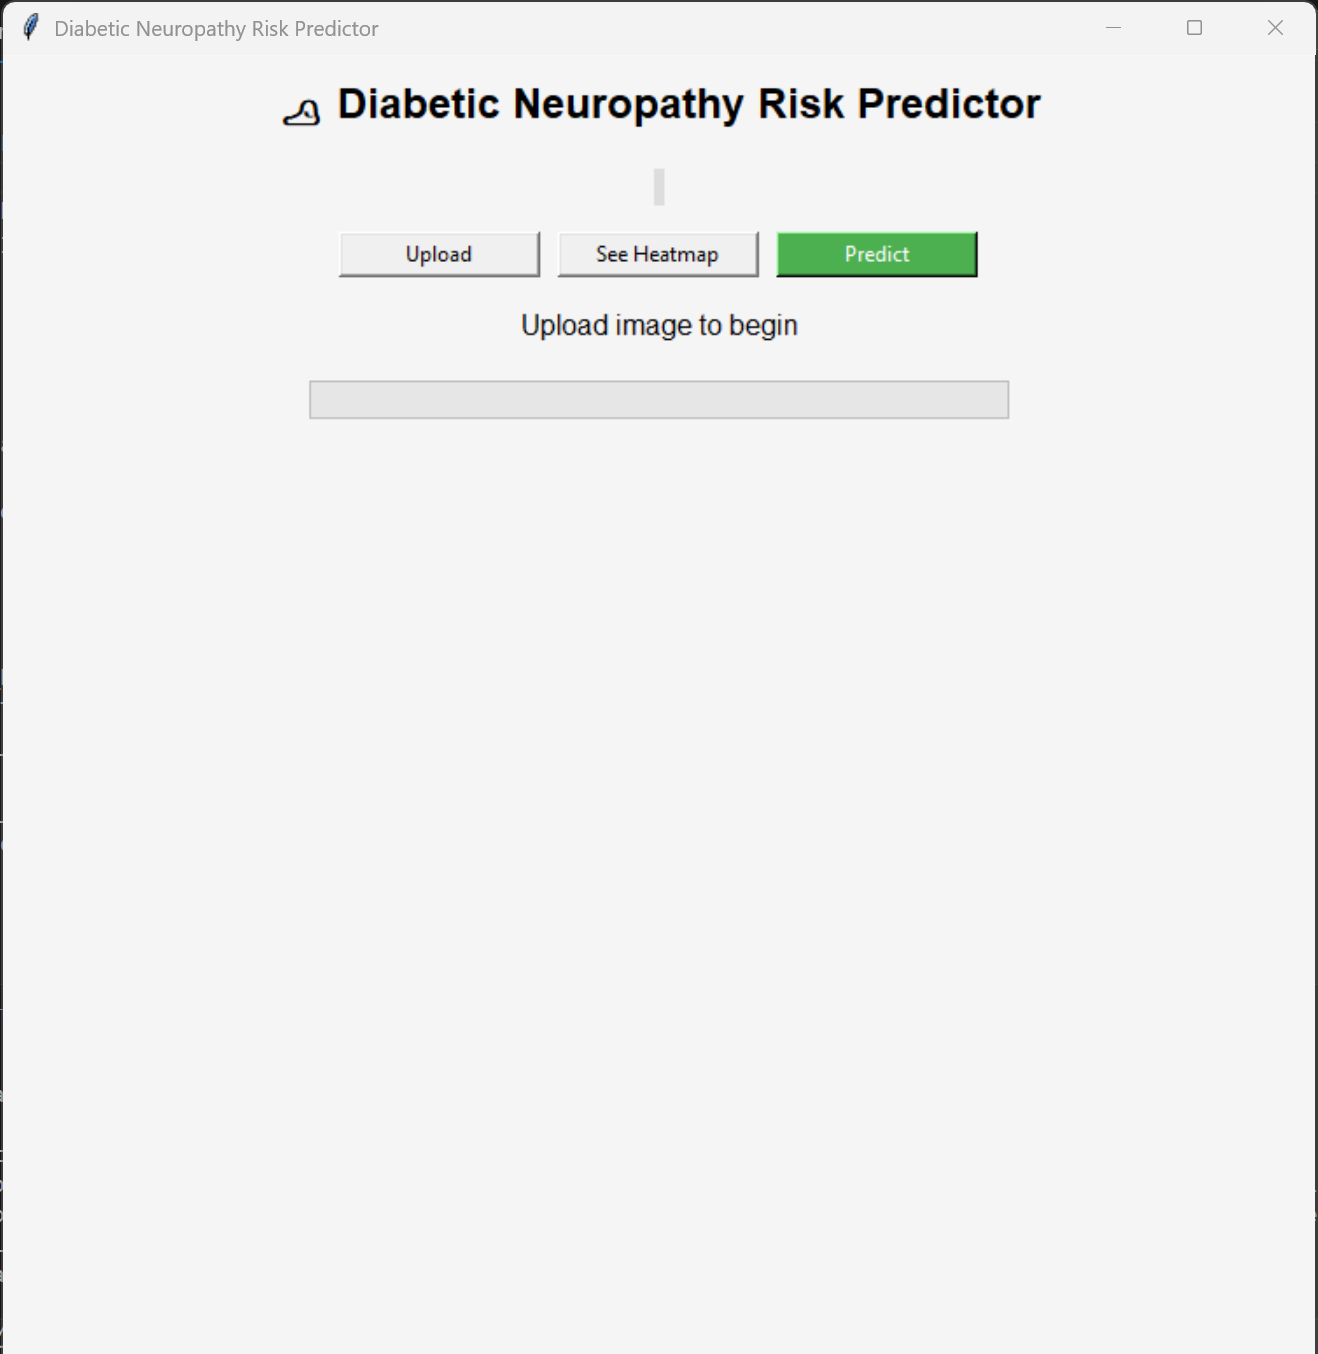 Diabetic Neuropathy Risk Predictor
Diabetic Neuropathy Risk Predictor
Upload See Heatmap Predict
Upload image to begin